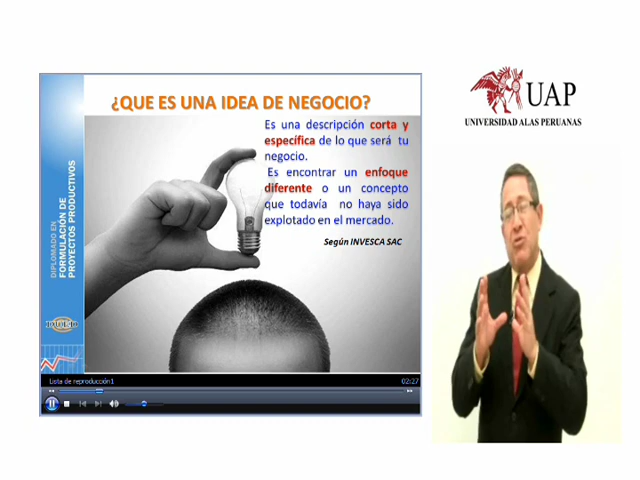 ¿QUE ES UNA IDEA DE NEGOCIO?
Es una descripción corta y
específica de lo que será tu
negocio.
Es encontrar un enfoque
diferente o un concepto
que todavía no haya sido
explotado en el mercado.
Según INVESCA SAC
DIPLOMADO EN
FORMULACIÓN DE
PROYECTOS PRODUCTIVOS
DUED
Lista de reproducción1
02:27
UAP
UNIVERSIDAD ALAS PERUANAS